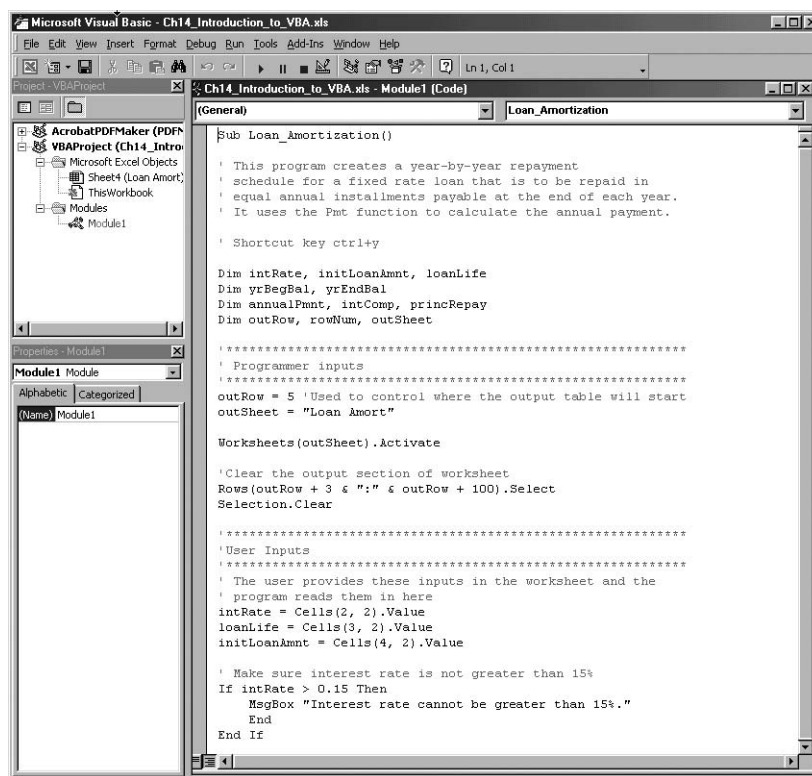 Microsoft Visual Basic - Ch14_Introduction_to_VBA.xls
File Edit View Insert Format Debug Run Tools Add-Ins Window Help
Ln 1, Col 1
Project - VBAProject
AcrobatPDFMaker (PDFM
VBAProject (Ch14_Intro
Microsoft Excel Objects
Sheet4 (Loan Amort)
ThisWorkbook
Modules
Module1
Properties - Module1
Module1 Module
Alphabetic Categorized
(Name) Module1
Ch14_Introduction_to_VBA.xls - Module1 (Code)
(General) Loan_Amortization
Sub Loan_Amortization()
' This program creates a year-by-year repayment
' schedule for a fixed rate loan that is to be repaid in
' equal annual installments payable at the end of each year.
' It uses the Pmt function to calculate the annual payment.
' Shortcut key ctrl+y
Dim intRate, initLoanAmnt, loanLife
Dim yrBegBal, yrEndBal
Dim annualPmnt, intComp, princRepay
Dim outRow, rowNum, outSheet
'************************************************************
' Programmer inputs
'************************************************************
outRow = 5 'Used to control where the output table will start
outSheet = "Loan Amort"
Worksheets(outSheet).Activate
'Clear the output section of worksheet
Rows(outRow + 3 & ":" & outRow + 100).Select
Selection.Clear
'************************************************************
'User Inputs
'************************************************************
' The user provides these inputs in the worksheet and the
' program reads them in here
intRate = Cells(2, 2).Value
loanLife = Cells(3, 2).Value
initLoanAmnt = Cells(4, 2).Value
' Make sure interest rate is not greater than 15%
If intRate > 0.15 Then
MsgBox "Interest rate cannot be greater than 15%."
End
End If